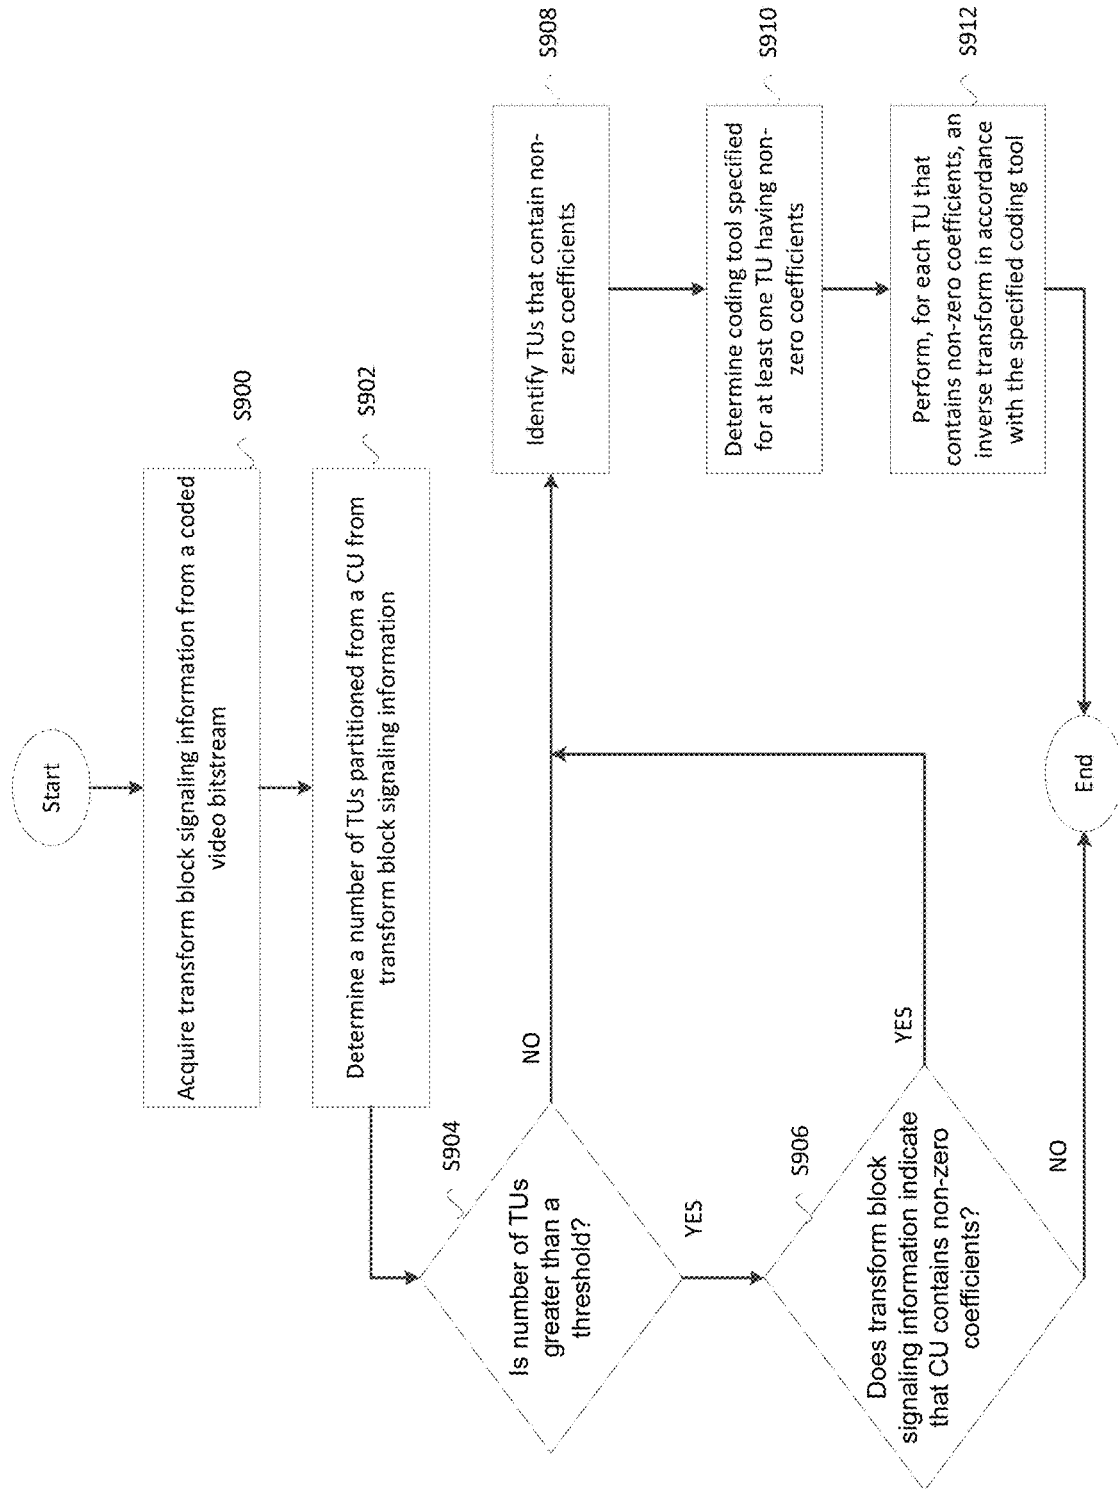 Start
Acquire transform block signaling information from a coded
video bitstream
S900
Determine a number of TUs partitioned from a CU from
transform block signaling information
S902
Is number of TUs
greater than a
threshold?
S904
NO
YES
Does transform block
signaling information indicate
that CU contains non-zero
coefficients?
S906
YES
NO
Identify TUs that contain non-
zero coefficients
S908
Determine coding tool specified
for at least one TU having non-
zero coefficients
S910
Perform, for each TU that
contains non-zero coefficients, an
inverse transform in accordance
with the specified coding tool
S912
End